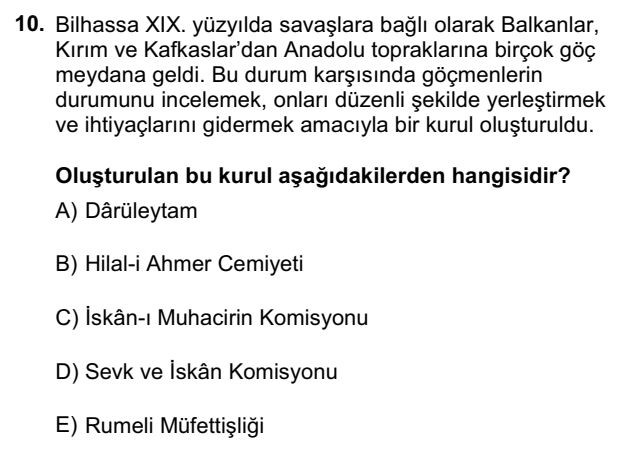 10. Bilhassa XIX. yüzyılda savaşlara bağlı olarak Balkanlar,
Kırım ve Kafkaslar’dan Anadolu topraklarına birçok göç
meydana geldi. Bu durum karşısında göçmenlerin
durumunu incelemek, onları düzenli şekilde yerleştirmek
ve ihtiyaçlarını gidermek amacıyla bir kurul oluşturuldu.
Oluşturulan bu kurul aşağıdakilerden hangisidir?
A) Dârüleytam
B) Hilal-i Ahmer Cemiyeti
C) İskân-ı Muhacirin Komisyonu
D) Sevk ve İskân Komisyonu
E) Rumeli Müfettişliği